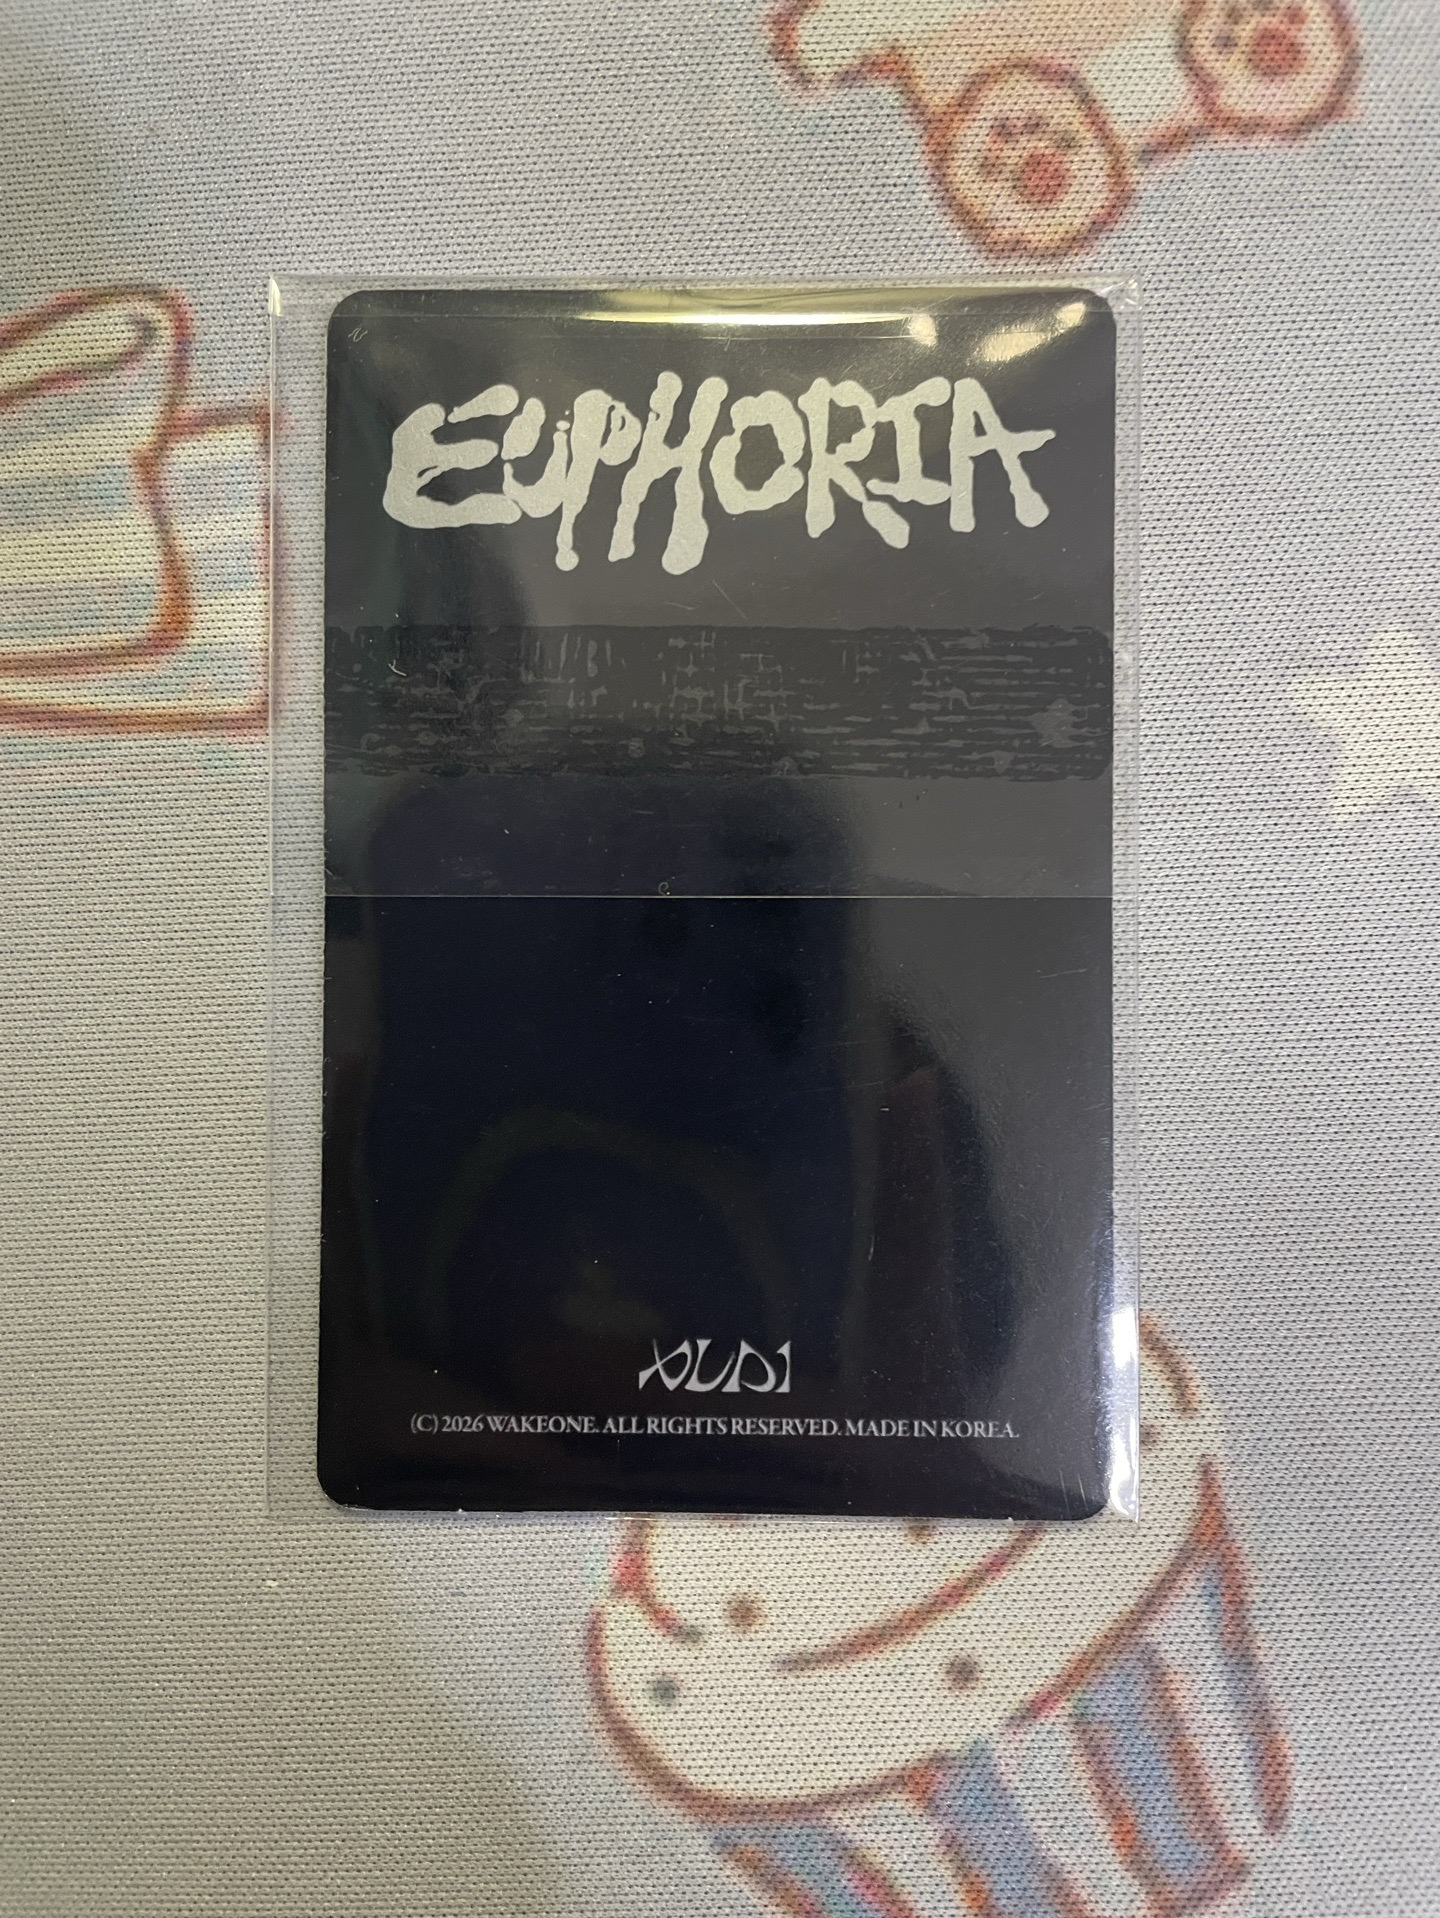 EUPHORIA
(C) 2026 WAKEONE. ALL RIGHTS RESERVED. MADE IN KOREA.